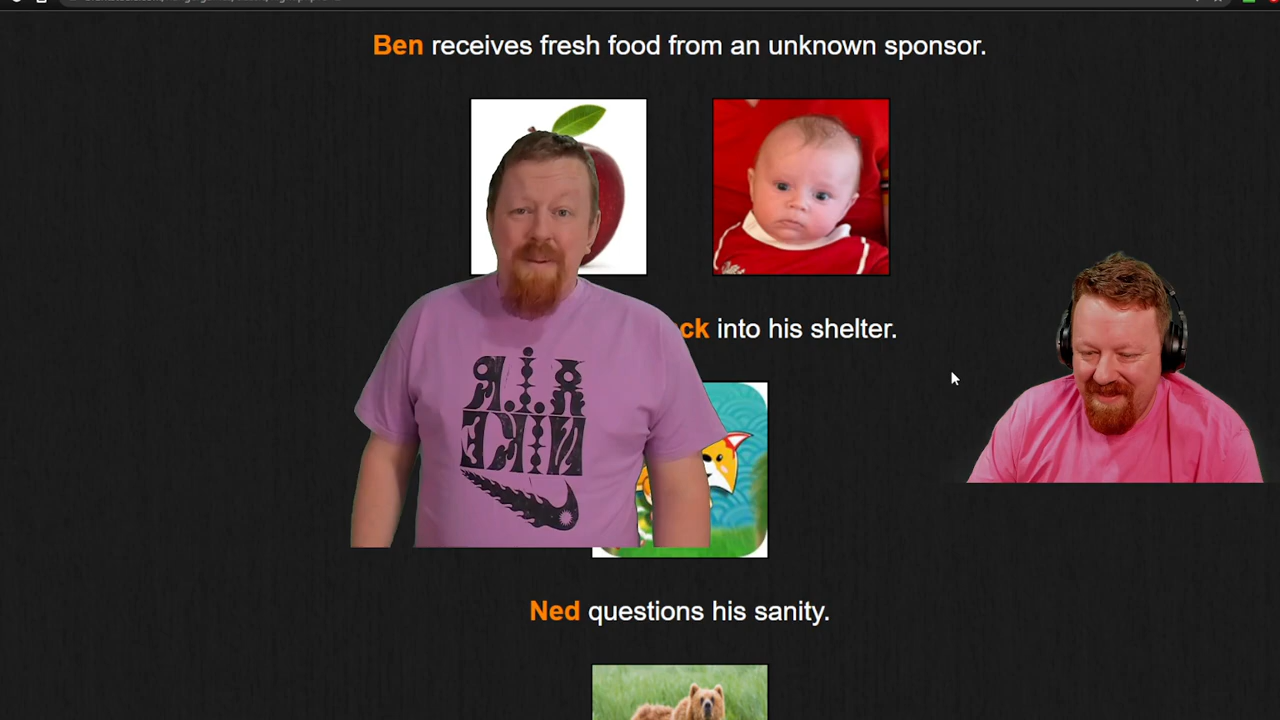 Ben receives fresh food from an unknown sponsor.
ck into his shelter.
Ned questions his sanity.